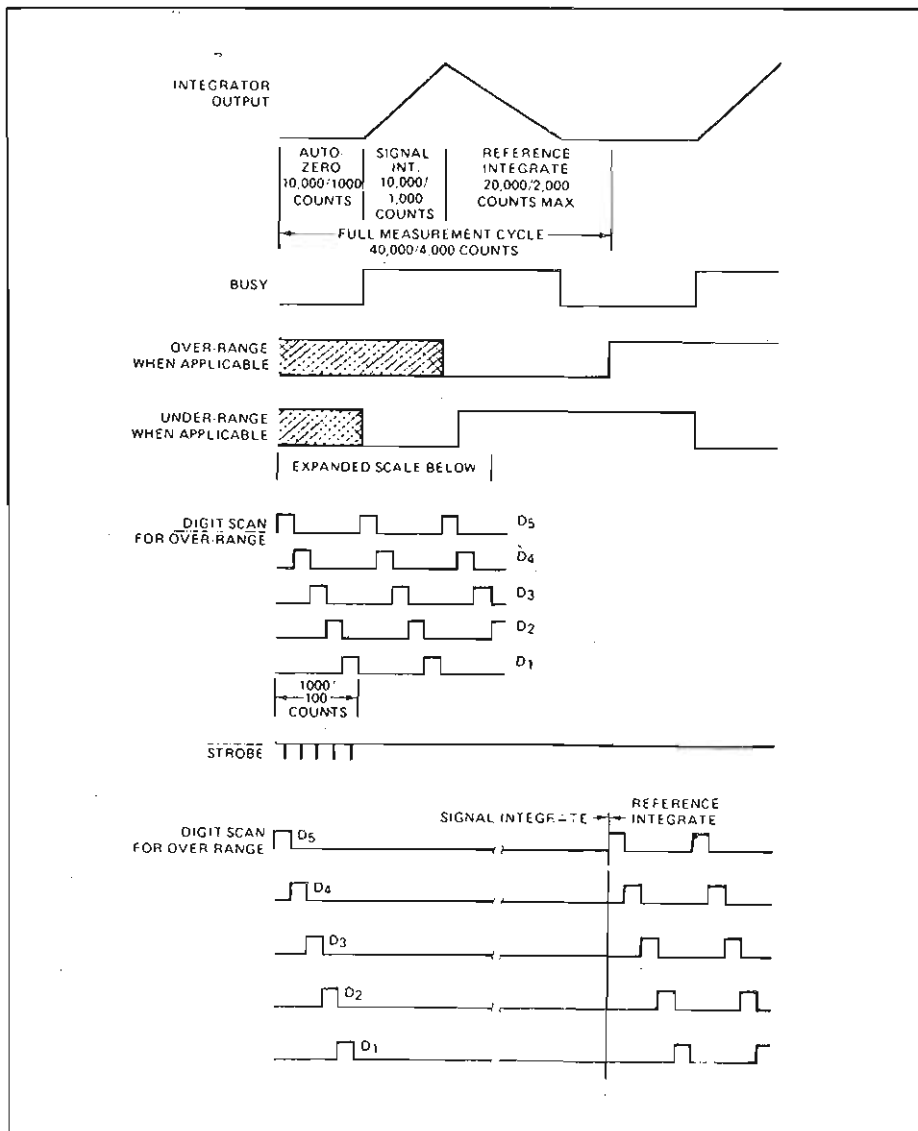 INTEGRATOR
OUTPUT
AUTO-
ZERO
10,000/1000
COUNTS
SIGNAL
INT.
10,000/
1,000
COUNTS
REFERENCE
INTEGRATE
20,000/2,000
COUNTS MAX
FULL MEASUREMENT CYCLE
40,000/4,000 COUNTS
BUSY
OVER-RANGE
WHEN APPLICABLE
UNDER-RANGE
WHEN APPLICABLE
EXPANDED SCALE BELOW
DIGIT SCAN
FOR OVER-RANGE
D5
D4
D3
D2
D1
1000/
100
COUNTS
STROBE
SIGNAL INTEGRATE
REFERENCE
INTEGRATE
DIGIT SCAN
FOR OVER RANGE
D5
D4
D3
D2
D1